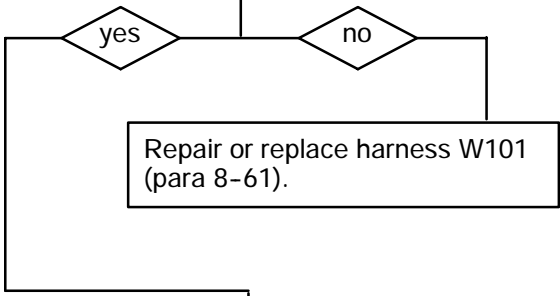 yes
no
Repair or replace harness W101
(para 8-61).